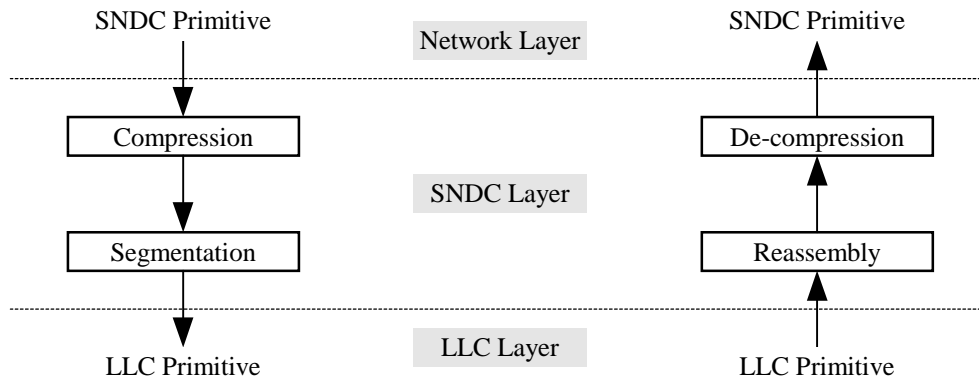 SNDC Primitive
Network Layer
SNDC Primitive
Compression
De-compression
SNDC Layer
Segmentation
Reassembly
LLC Layer
LLC Primitive
LLC Primitive